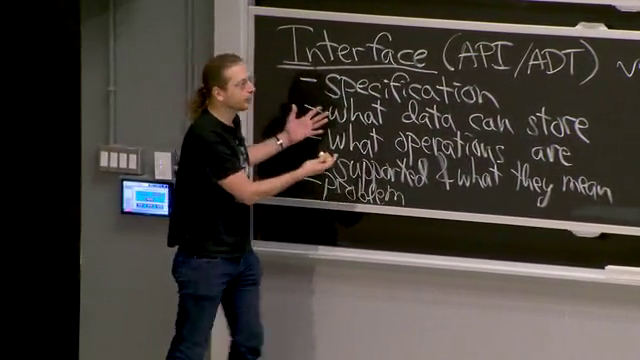 Interface (API/ADT) v
- specification
- what data can store
- what operations are
supported & what they mean
- problem